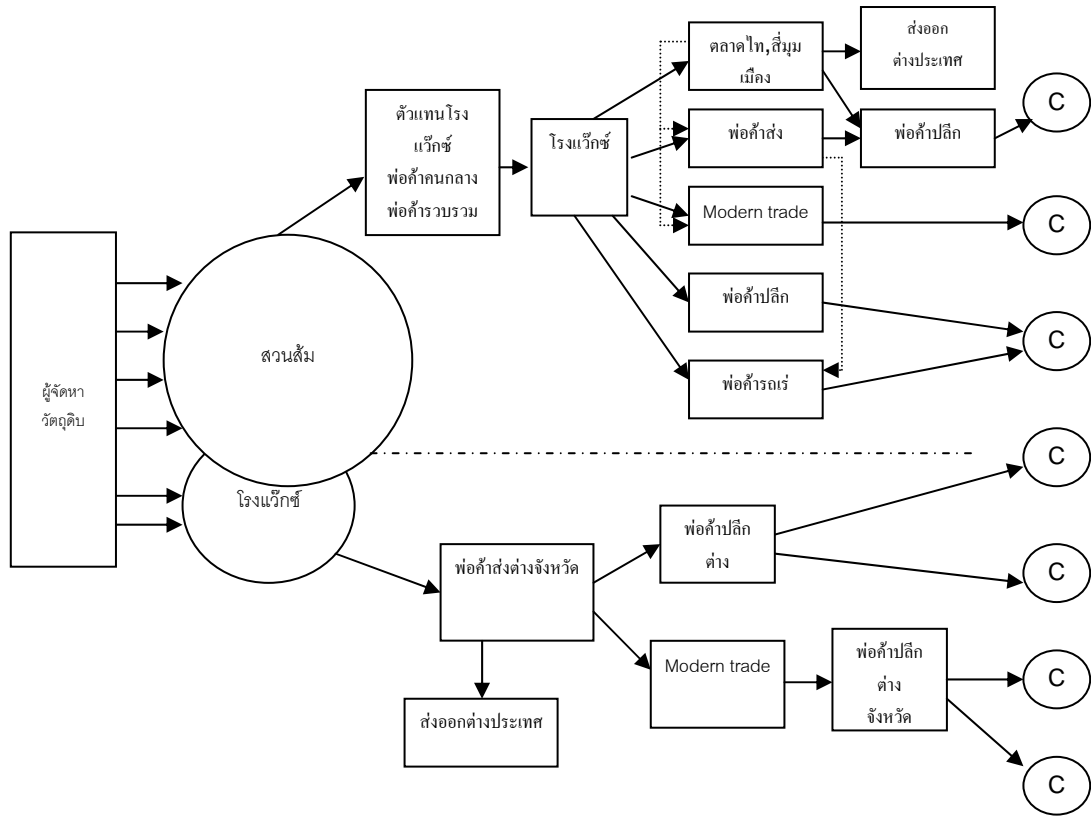 ตลาดไท,สี่มุม
เมือง
ส่งออก
ต่างประเทศ
C
ตัวแทนโรง
แว๊กซ์
พ่อค้าคนกลาง
พ่อค้ารวบรวม
โรงแว๊กซ์
พ่อค้าส่ง
พ่อค้าปลีก
Modern trade
C
พ่อค้าปลีก
C
พ่อค้ารถเร่
สวนส้ม
ผู้จัดหา
วัตถุดิบ
โรงแว๊กซ์
C
พ่อค้าปลีก
ต่าง
พ่อค้าส่งต่างจังหวัด
C
Modern trade
พ่อค้าปลีก
ต่าง
จังหวัด
C
ส่งออกต่างประเทศ
C